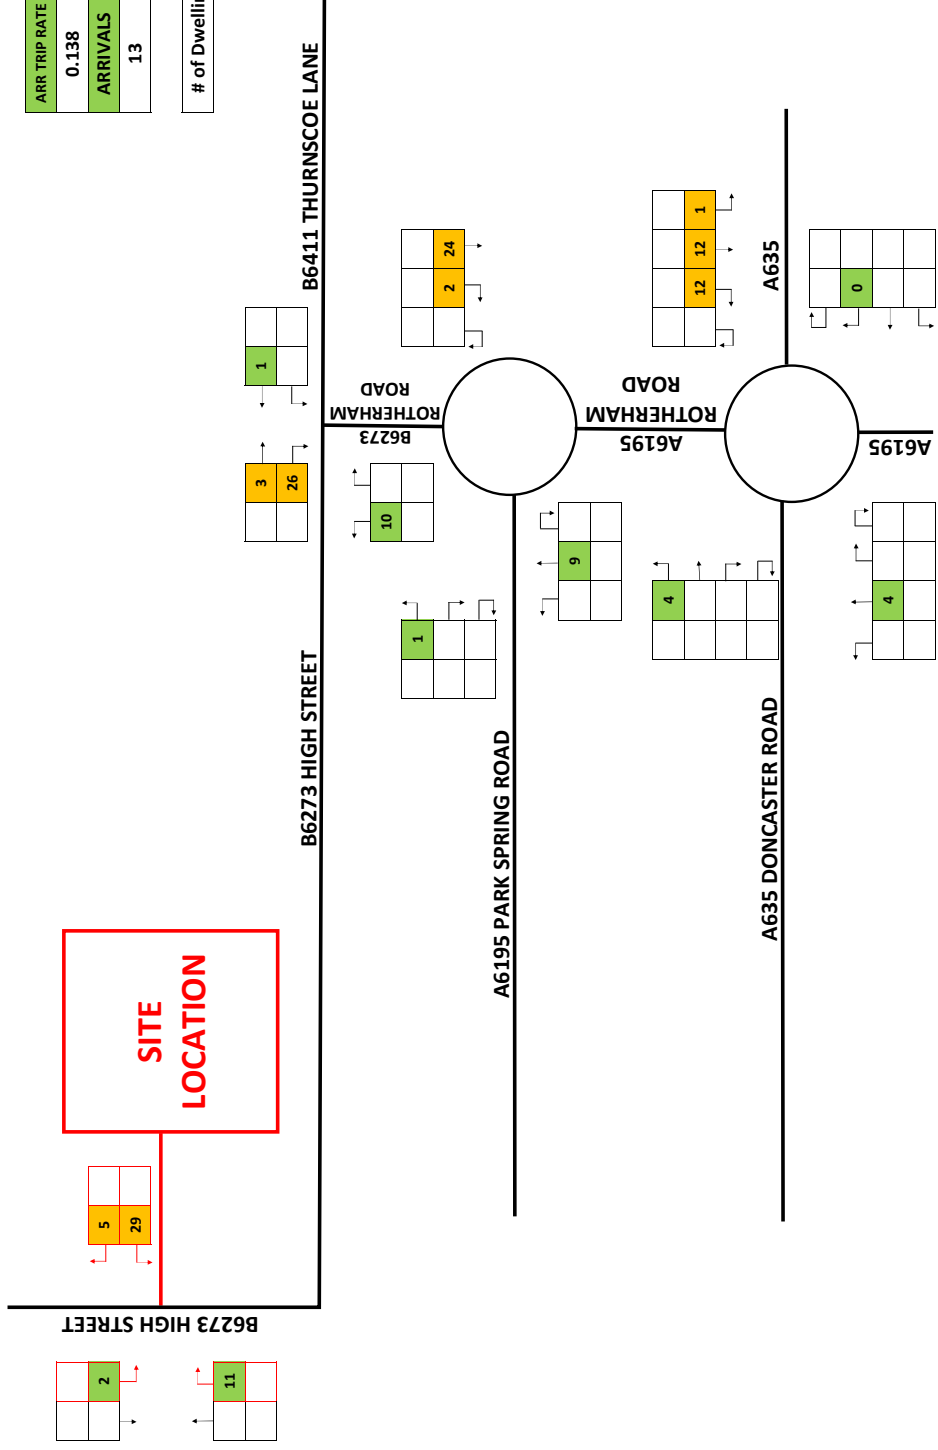 ARR TRIP RATE
0.138
ARRIVALS
13
# of Dwellin
SITE
LOCATION
5
29
B6273 HIGH STREET
2
11
B6273 HIGH STREET
B6411 THURNSCOE LANE
3
26
1
10
B6273
ROTHERHAM
ROAD
2
24
1
9
A6195 PARK SPRING ROAD
A6195
ROTHERHAM
ROAD
12
12
1
4
A635 DONCASTER ROAD
A635
0
4
A6195